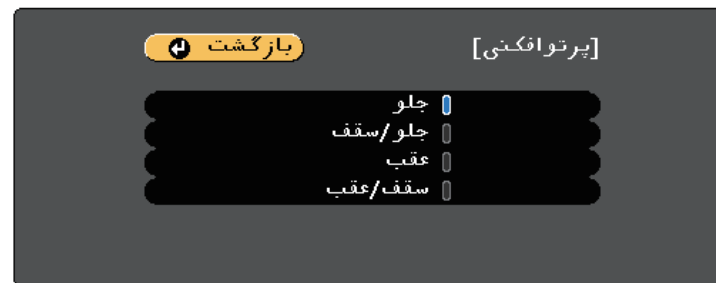 [پرتوافکنی] بازگشت
جلو
جلو/سقف
عقب
سقف/عقب